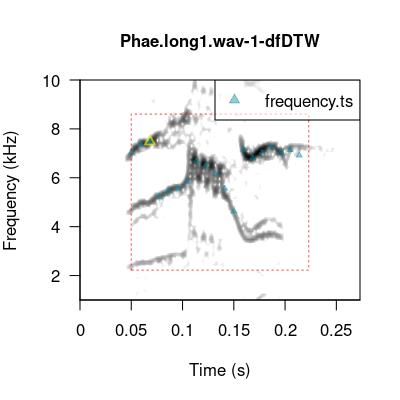 Phae.long1.wav-1-dfDTW
frequency.ts
10
8
6
4
2
Frequency (kHz)
0 0.05 0.1 0.15 0.2 0.25
Time (s)